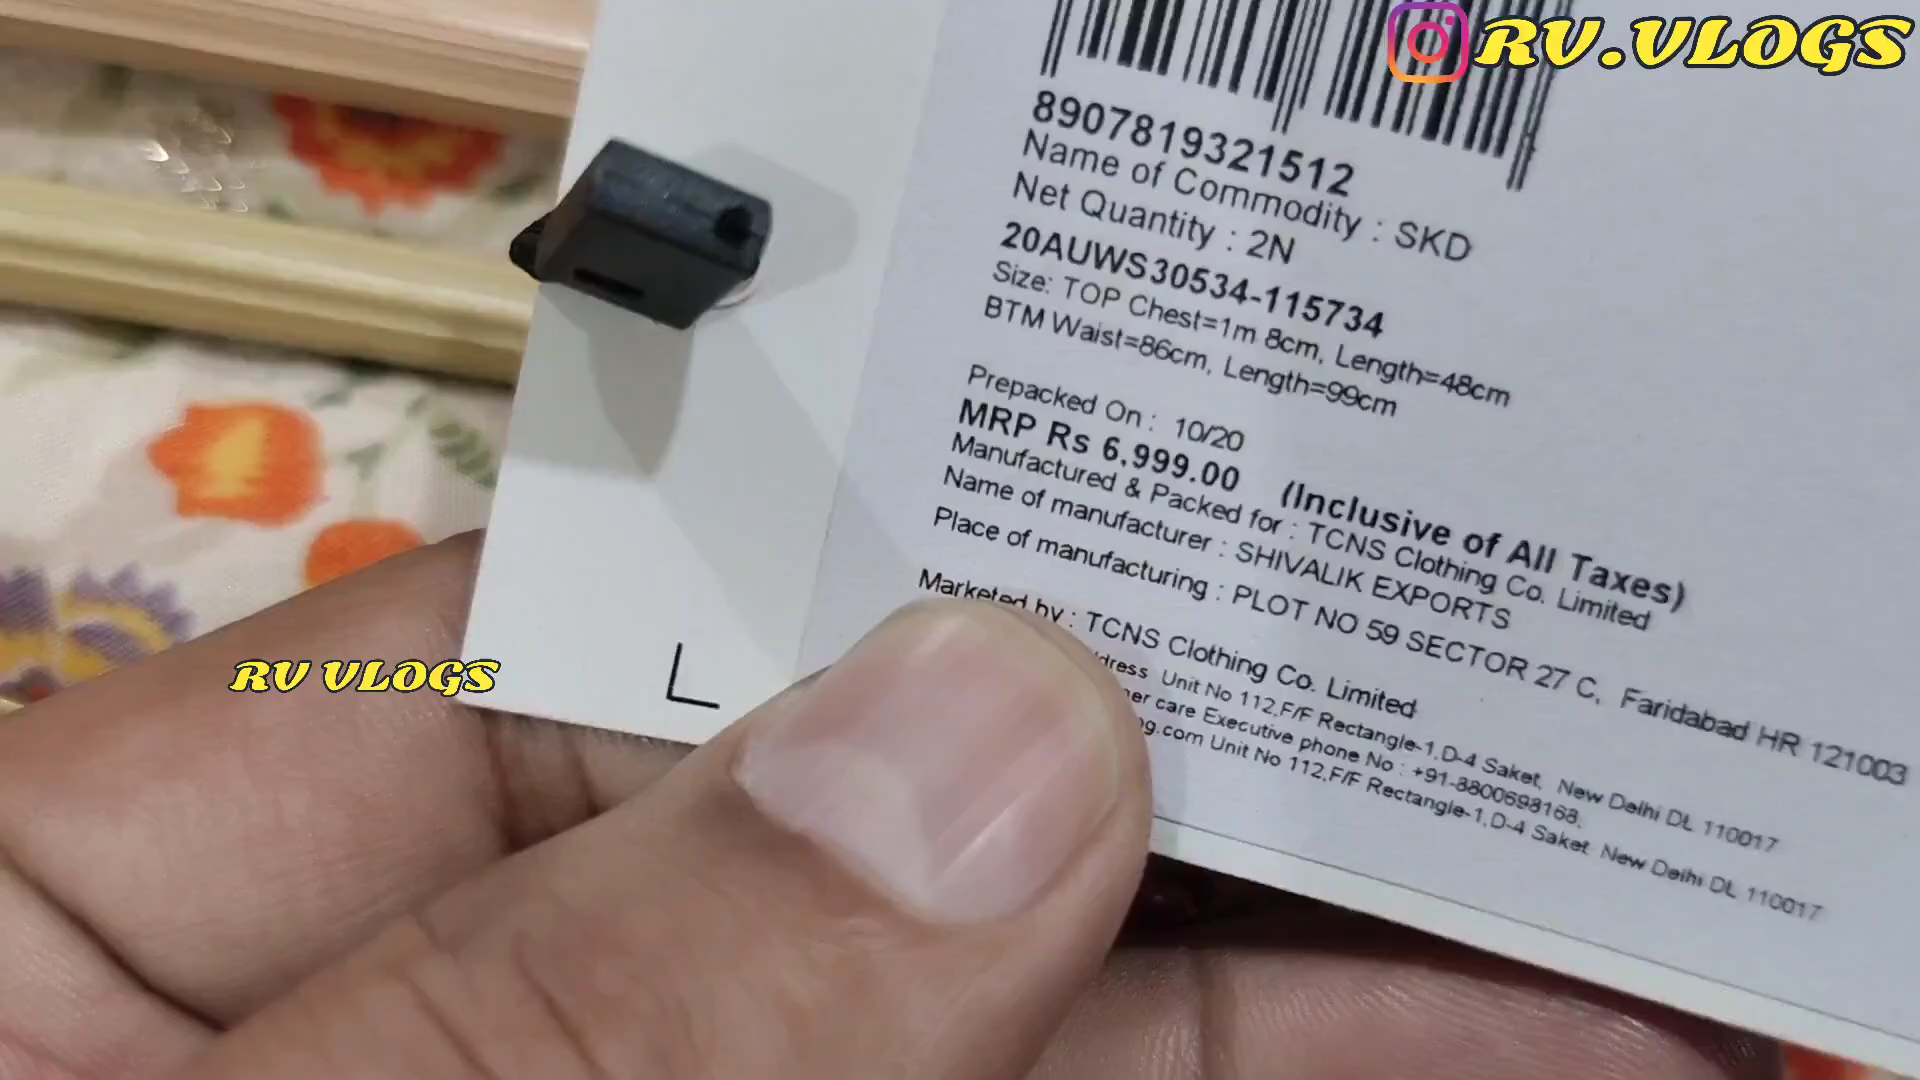 RV.VLOGS
8907819321512
Name of Commodity : SKD
Net Quantity : 2N
20AUWS30534-115734
Size: TOP Chest=1m 8cm, Length=48cm
BTM Waist=86cm, Length=99cm
Prepacked On : 10/20
MRP Rs 6,999.00 (Inclusive of All Taxes)
Manufactured & Packed for : TCNS Clothing Co. Limited
Name of manufacturer : SHIVALIK EXPORTS
Place of manufacturing : PLOT NO 59 SECTOR 27 C, Faridabad HR 121003
Marketed by : TCNS Clothing Co. Limited
Unit No 112,F/F Rectangle-1,D-4 Saket, New Delhi DL 110017
care Executive phone No : +91-8800698168,
Unit No 112,F/F Rectangle-1,D-4 Saket New Delhi DL 110017
L
RV VLOGS